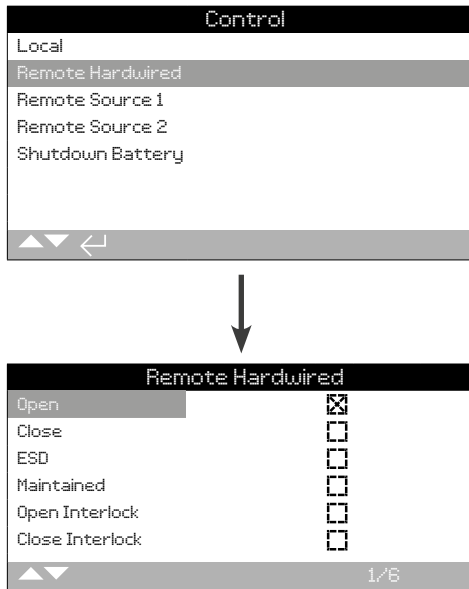 Control
Local
Remote Hardwired
Remote Source 1
Remote Source 2
Shutdown Battery
Remote Hardwired
Open
Close
ESD
Maintained
Open Interlock
Close Interlock
1/6